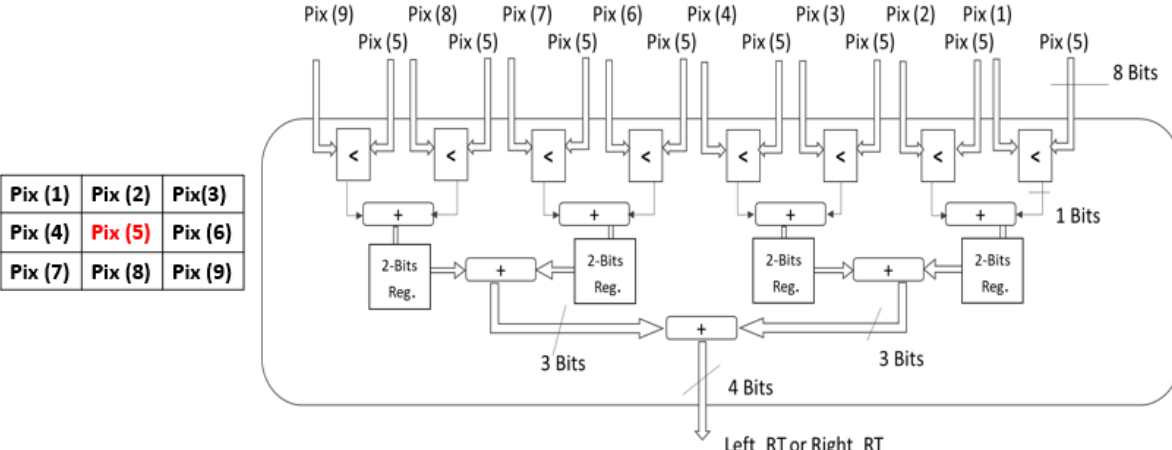 Pix (9) Pix (8) Pix (7) Pix (6) Pix (4) Pix (3) Pix (2) Pix (1)
Pix (5) Pix (5) Pix (5) Pix (5) Pix (5) Pix (5) Pix (5) Pix (5)
8 Bits
< < < < < < < <
Pix (1) Pix (2) Pix(3)
Pix (4) Pix (5) Pix (6)
Pix (7) Pix (8) Pix (9)
+ + + +
1 Bits
2-Bits 2-Bits 2-Bits 2-Bits
Reg. Reg. Reg. Reg.
+ +
+
3 Bits 3 Bits
4 Bits
Left_RT or Right_RT